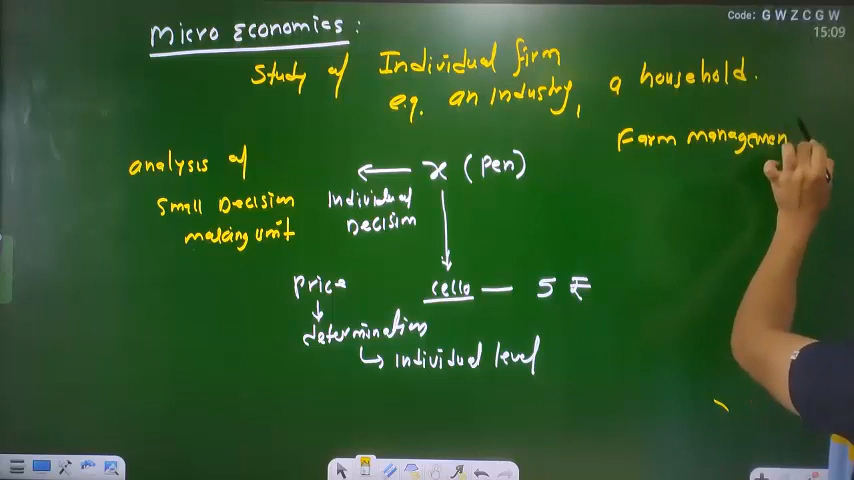 Code: G W Z C G W
15:09
Micro Economics :
Study of Individual firm
e.g. an industry, a household.
Farm managemen
analysis of
Small Decision
making unit
x (Pen)
Individual
Decision
Price
cello — 5 ₹
determination
↳ individual level